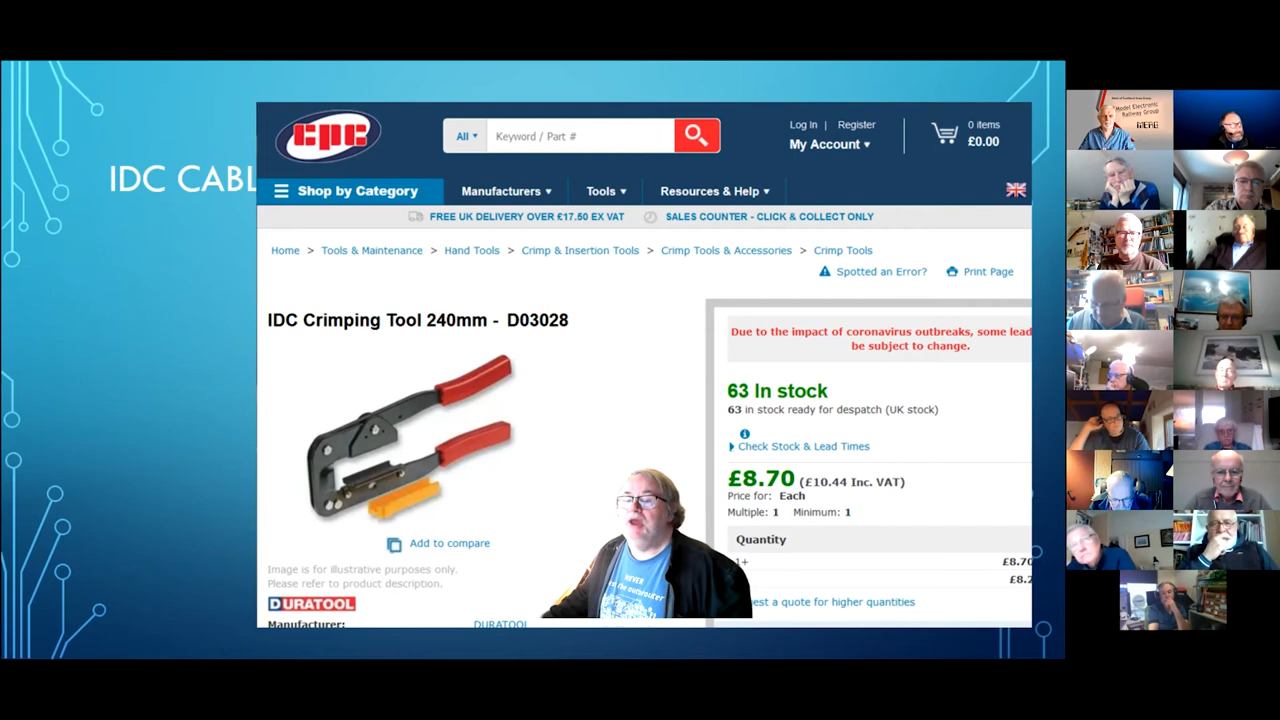 IDC CABL
cpc
All
Keyword / Part #
Log In | Register
My Account
0 items
£0.00
Shop by Category
Manufacturers
Tools
Resources & Help
FREE UK DELIVERY OVER £17.50 EX VAT
SALES COUNTER - CLICK & COLLECT ONLY
Home > Tools & Maintenance > Hand Tools > Crimp & Insertion Tools > Crimp Tools & Accessories > Crimp Tools
Spotted an Error?
Print Page
IDC Crimping Tool 240mm - D03028
Add to compare
Image is for illustrative purposes only.
Please refer to product description.
DURATOOL
Manufacturer:
DURATOOL
Due to the impact of coronavirus outbreaks, some lead
be subject to change.
63 In stock
63 in stock ready for despatch (UK stock)
Check Stock & Lead Times
£8.70 (£10.44 Inc. VAT)
Price for: Each
Multiple: 1 Minimum: 1
Quantity
1+
£8.70
£8.2
est a quote for higher quantities
NEVER
Model Electronic
Railway Group
MERG